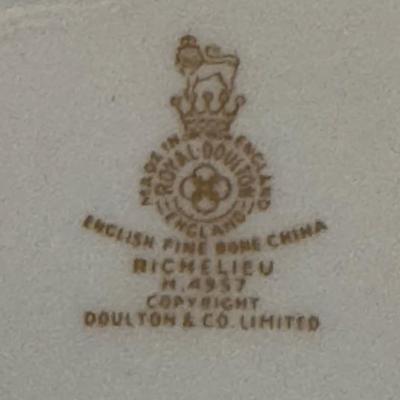 MADE IN ENGLAND
ROYAL·DOULTON
ENGLAND
ENGLISH FINE BONE CHINA
RICHELIEU
H.4957
COPYRIGHT
DOULTON & CO. LIMITED